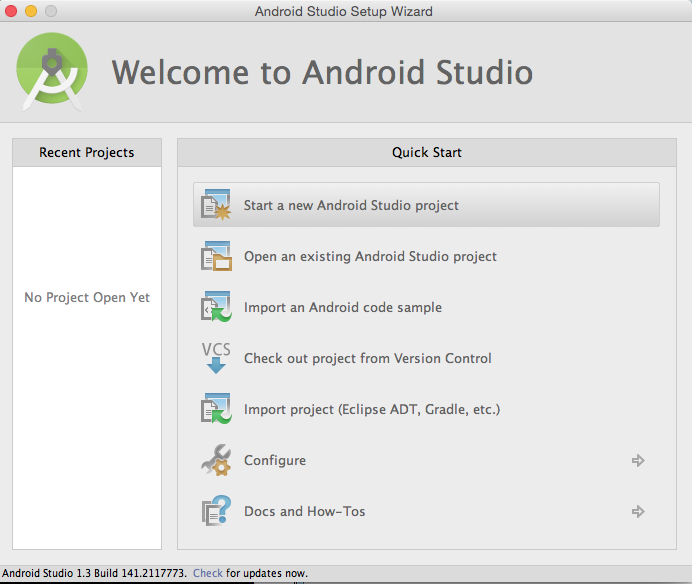 Android Studio Setup Wizard
Welcome to Android Studio
Recent Projects
No Project Open Yet
Quick Start
Start a new Android Studio project
Open an existing Android Studio project
Import an Android code sample
VCS
Check out project from Version Control
Import project (Eclipse ADT, Gradle, etc.)
Configure
Docs and How-Tos
Android Studio 1.3 Build 141.2117773. Check for updates now.